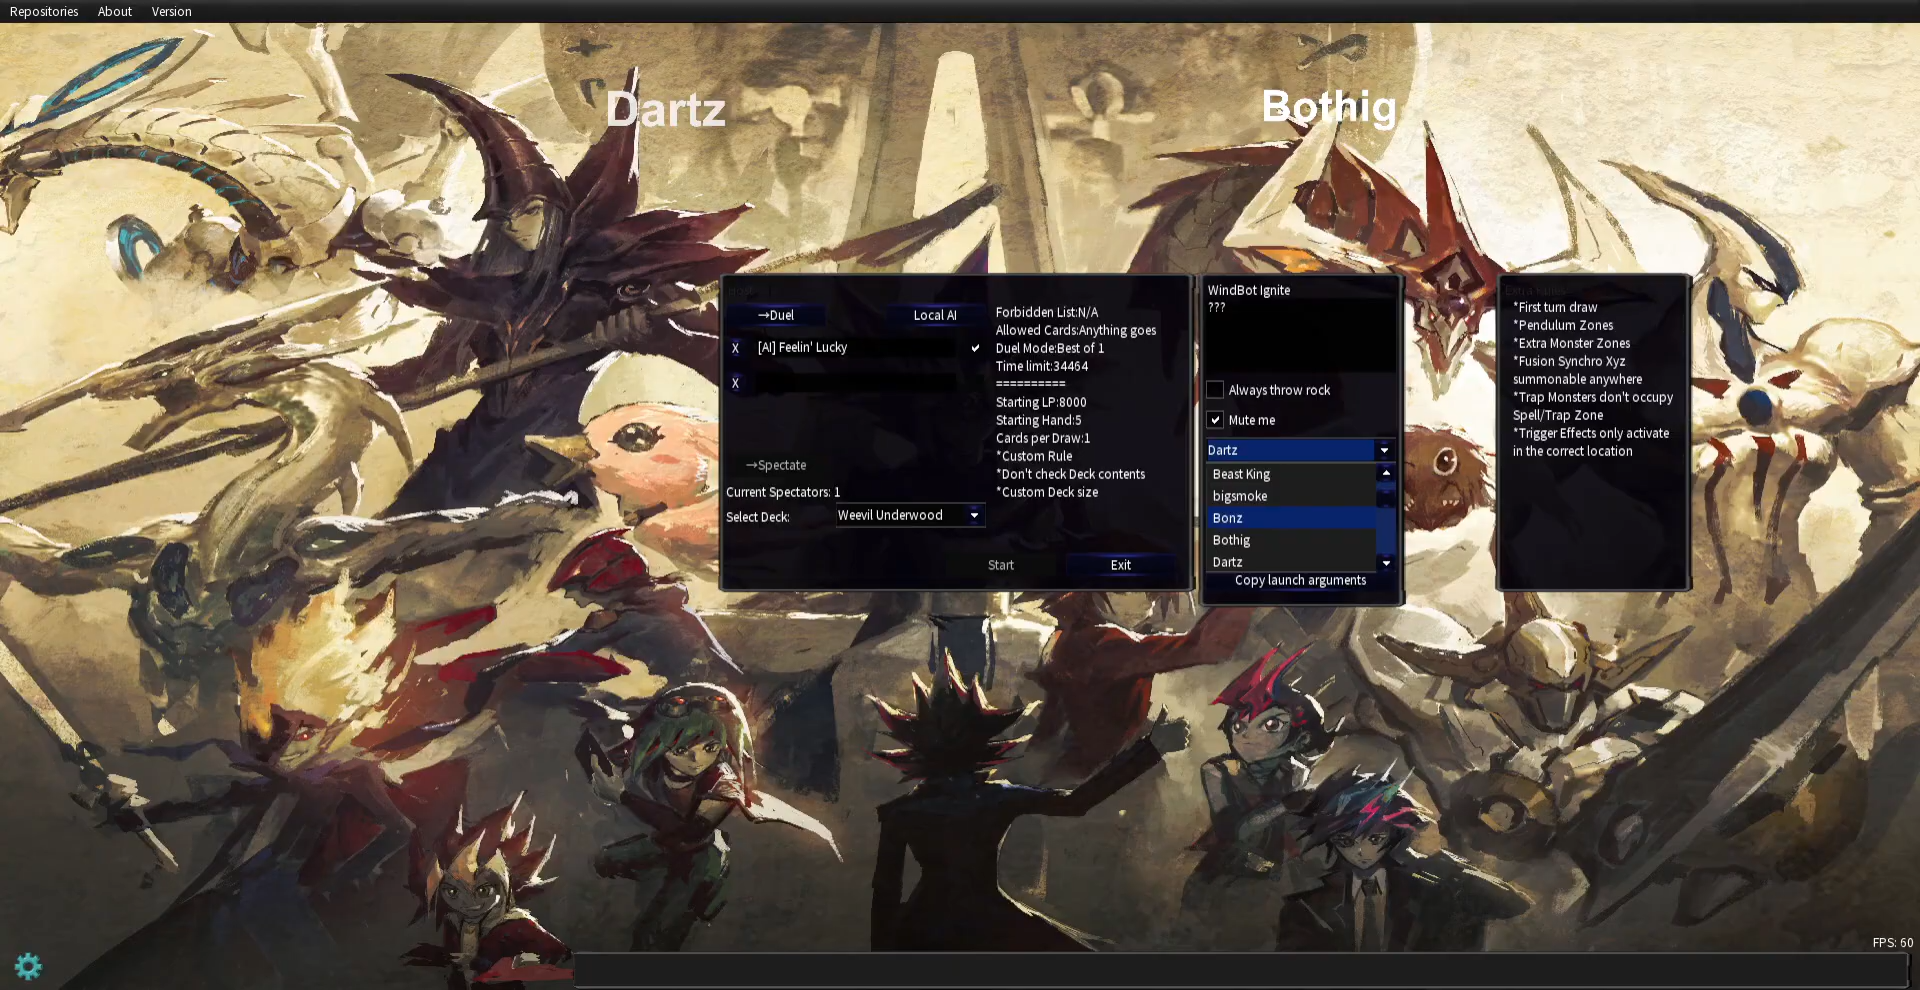 Repositories About Version
Dartz
Bothig
Host
→Duel
Local AI
X [AI] Feelin' Lucky
X
→Spectate
Current Spectators: 1
Select Deck: Weevil Underwood
Forbidden List:N/A
Allowed Cards:Anything goes
Duel Mode:Best of 1
Time limit:34464
==========
Starting LP:8000
Starting Hand:5
Cards per Draw:1
*Custom Rule
*Don't check Deck contents
*Custom Deck size
Start
Exit
WindBot Ignite
???
Always throw rock
Mute me
Dartz
Beast King
bigsmoke
Bonz
Bothig
Dartz
Copy launch arguments
Extra Rules
*First turn draw
*Pendulum Zones
*Extra Monster Zones
*Fusion Synchro Xyz
summonable anywhere
*Trap Monsters don't occupy
Spell/Trap Zone
*Trigger Effects only activate
in the correct location
FPS: 60